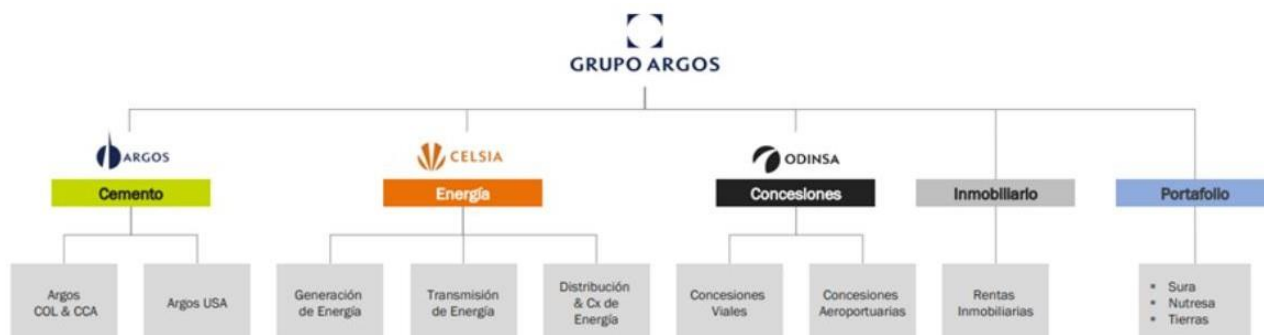 GRUPO ARGOS
ARGOS
CELSIA
ODINSA
Cemento
Energía
Concesiones
Inmobiliario
Portafolio
Argos
COL & CCA
Argos USA
Generación
de Energía
Transmisión
de Energía
Distribución
& Cx de
Energía
Concesiones
Viales
Concesiones
Aeroportuarias
Rentas
Inmobiliarias
▪ Sura
▪ Nutresa
▪ Tierras